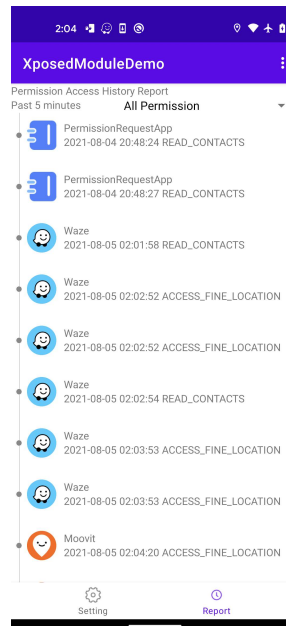 2:04
XposedModuleDemo
Permission Access History Report
Past 5 minutes All Permission
PermissionRequestApp
2021-08-04 20:48:24 READ_CONTACTS
PermissionRequestApp
2021-08-04 20:48:27 READ_CONTACTS
Waze
2021-08-05 02:01:58 READ_CONTACTS
Waze
2021-08-05 02:02:52 ACCESS_FINE_LOCATION
Waze
2021-08-05 02:02:52 ACCESS_FINE_LOCATION
Waze
2021-08-05 02:02:54 READ_CONTACTS
Waze
2021-08-05 02:03:53 ACCESS_FINE_LOCATION
Waze
2021-08-05 02:03:53 ACCESS_FINE_LOCATION
Moovit
2021-08-05 02:04:20 ACCESS_FINE_LOCATION
Setting Report